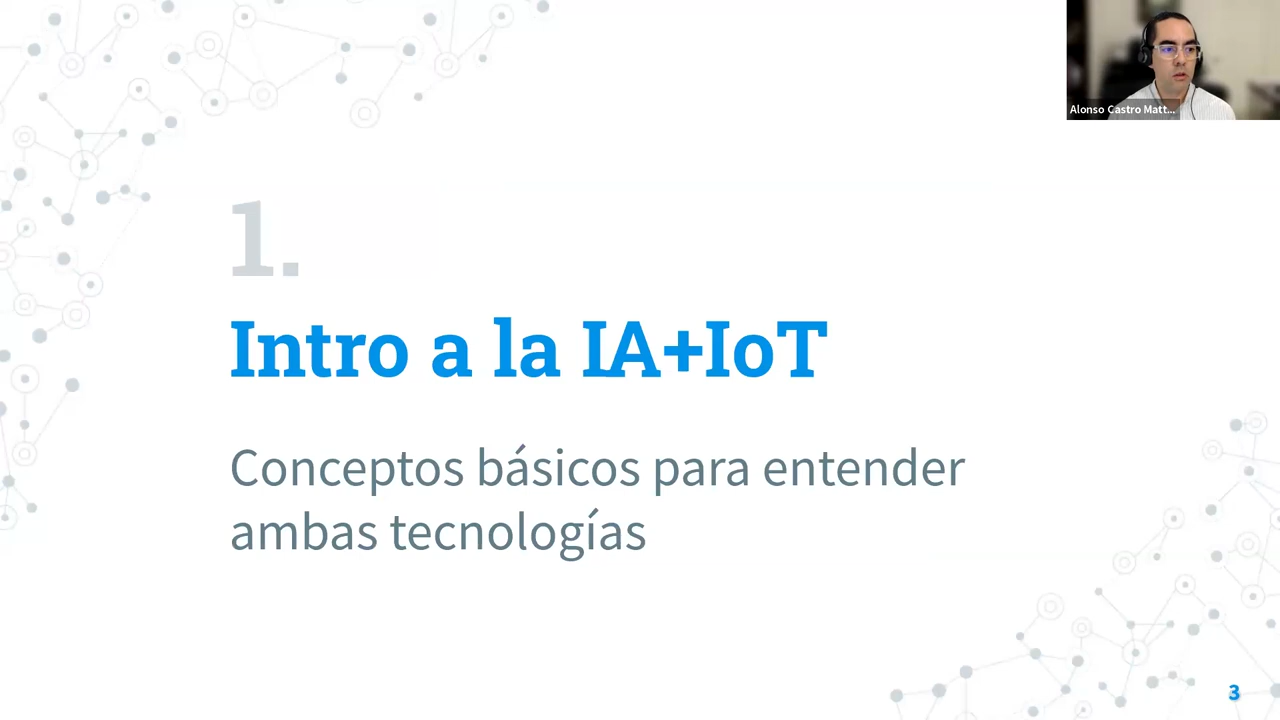 Alonso Castro Matt...
1.
Intro a la IA+IoT
Conceptos básicos para entender
ambas tecnologías
3